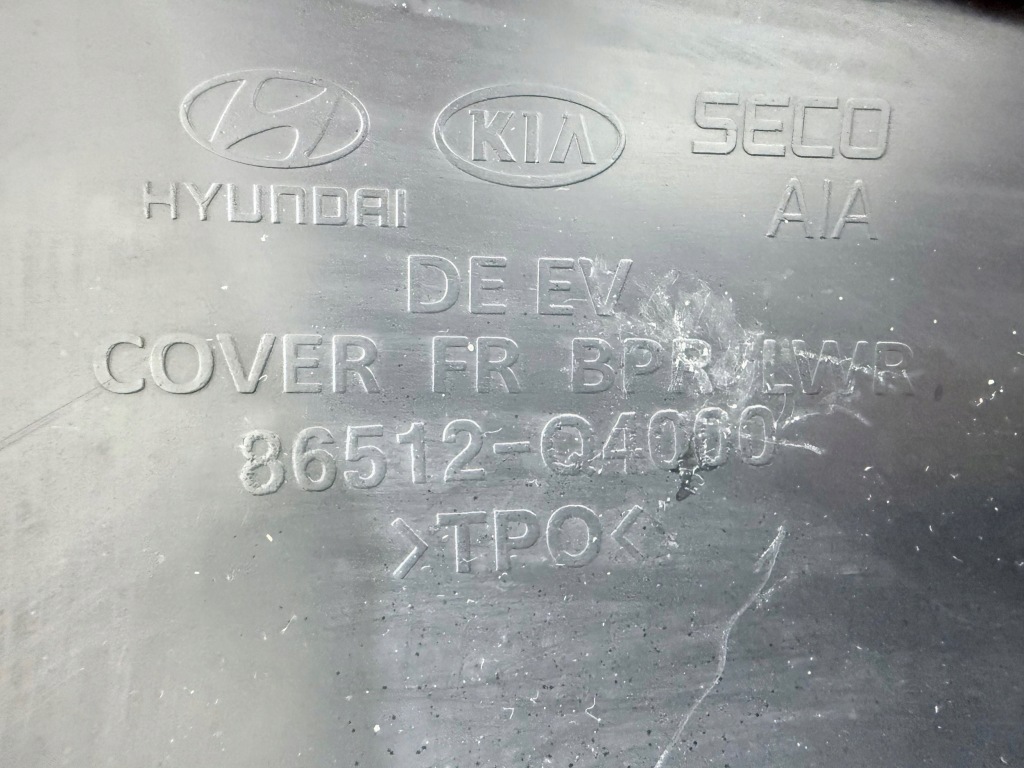 KIA SECO
HYUNDAI AIA
DE EV
COVER FR BPR/LWR
86512-Q4000
>TPO<